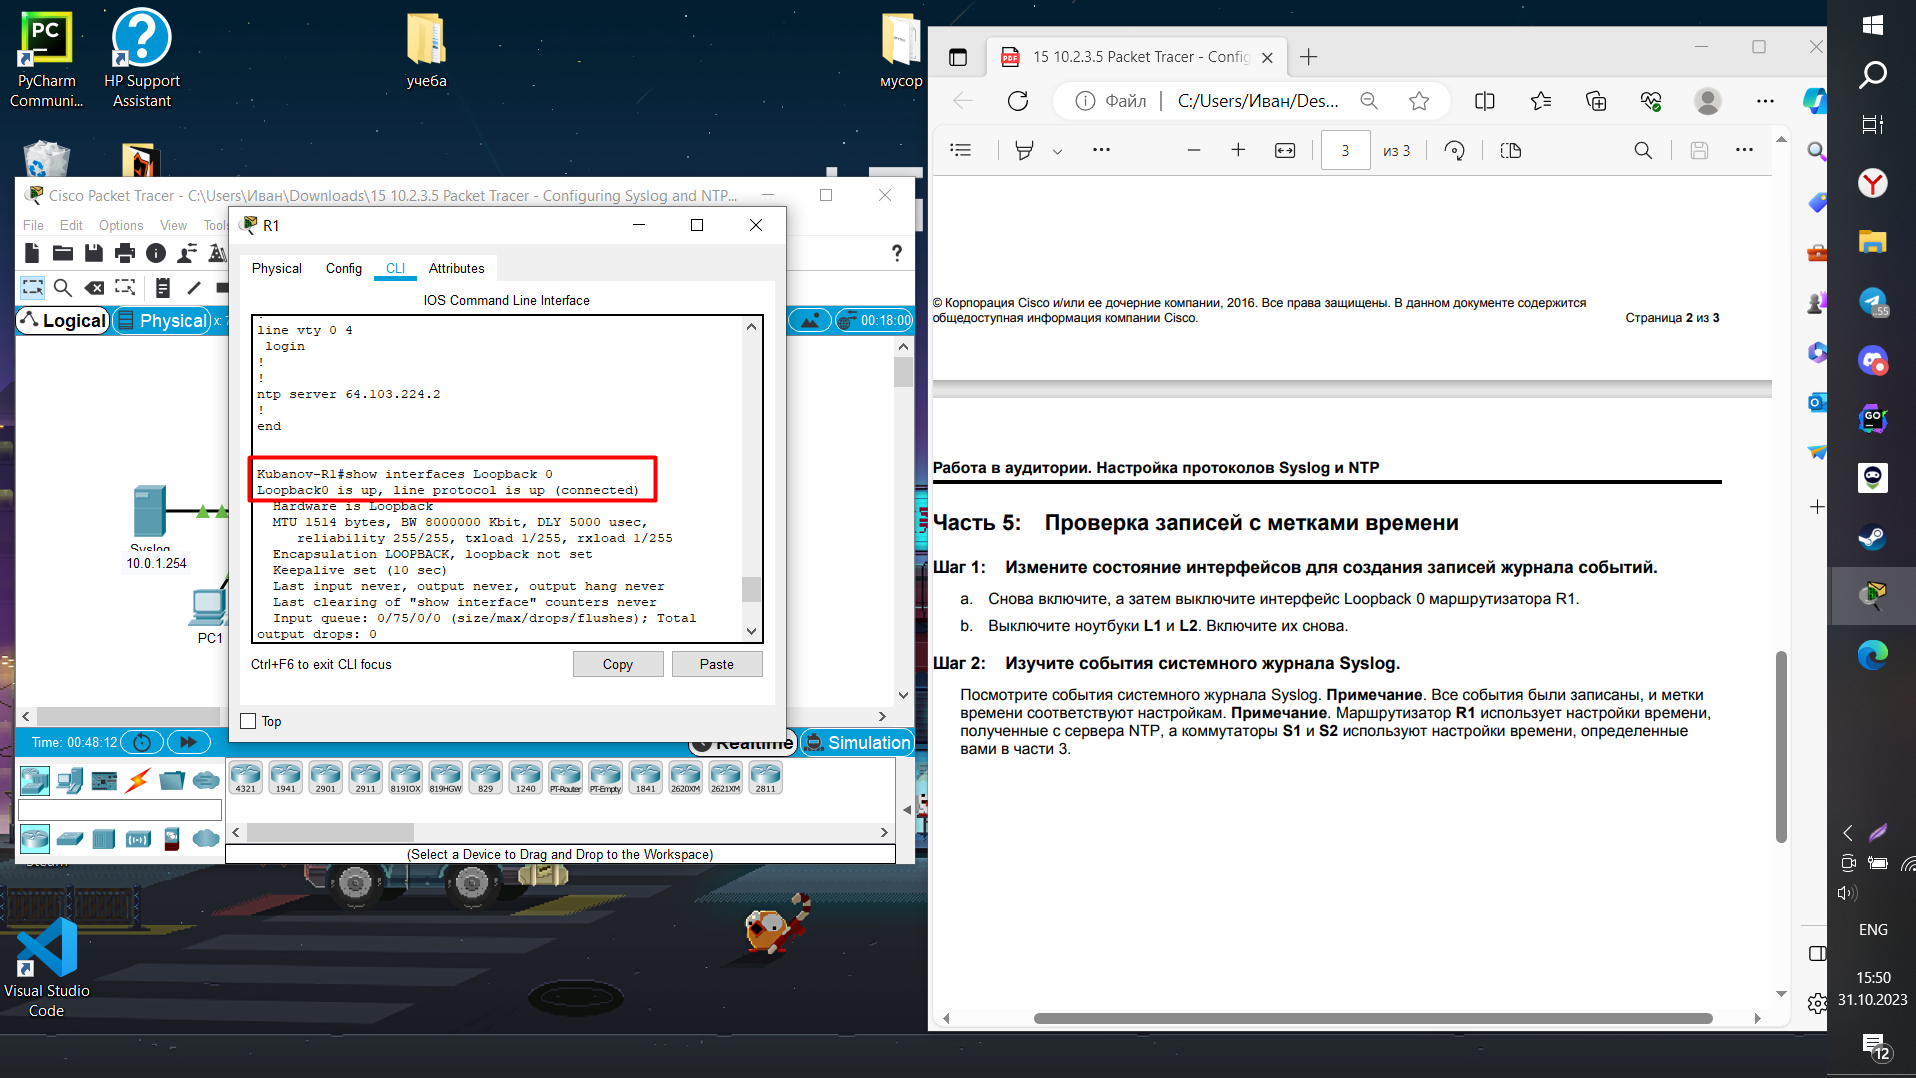 PyCharm
Communi...
HP Support
Assistant
учеба
мусор
Cisco Packet Tracer - C:\Users\Иван\Downloads\15 10.2.3.5 Packet Tracer - Configuring Syslog and NTP...
File Edit Options View Tools
Logical
Physical
00:18:00
R1
Physical Config CLI Attributes
IOS Command Line Interface
line vty 0 4
login
!
!
ntp server 64.103.224.2
!
end
Kubanov-R1#show interfaces Loopback 0
Loopback0 is up, line protocol is up (connected)
Hardware is Loopback
MTU 1514 bytes, BW 8000000 Kbit, DLY 5000 usec,
reliability 255/255, txload 1/255, rxload 1/255
Encapsulation LOOPBACK, loopback not set
Keepalive set (10 sec)
Last input never, output never, output hang never
Last clearing of "show interface" counters never
Input queue: 0/75/0/0 (size/max/drops/flushes); Total
output drops: 0
Ctrl+F6 to exit CLI focus
Copy
Paste
Top
Syslog
10.0.1.254
PC1
Time: 00:48:12
Realtime
Simulation
4321
1941
2901
2911
819IOX
819HGW
829
1240
PT-Router
PT-Empty
1841
2620XM
2621XM
2811
(Select a Device to Drag and Drop to the Workspace)
Visual Studio
Code
15 10.2.3.5 Packet Tracer - Config
Файл
C:/Users/Иван/Des...
3
из 3
© Корпорация Cisco и/или ее дочерние компании, 2016. Все права защищены. В данном документе содержится
общедоступная информация компании Cisco.
Страница 2 из 3
Работа в аудитории. Настройка протоколов Syslog и NTP
Часть 5: Проверка записей с метками времени
Шаг 1: Измените состояние интерфейсов для создания записей журнала событий.
a. Снова включите, а затем выключите интерфейс Loopback 0 маршрутизатора R1.
b. Выключите ноутбуки L1 и L2. Включите их снова.
Шаг 2: Изучите события системного журнала Syslog.
Посмотрите события системного журнала Syslog. Примечание. Все события были записаны, и метки
времени соответствуют настройкам. Примечание. Маршрутизатор R1 использует настройки времени,
полученные с сервера NTP, а коммутаторы S1 и S2 используют настройки времени, определенные
вами в части 3.
55
GO
ENG
15:50
31.10.2023
12